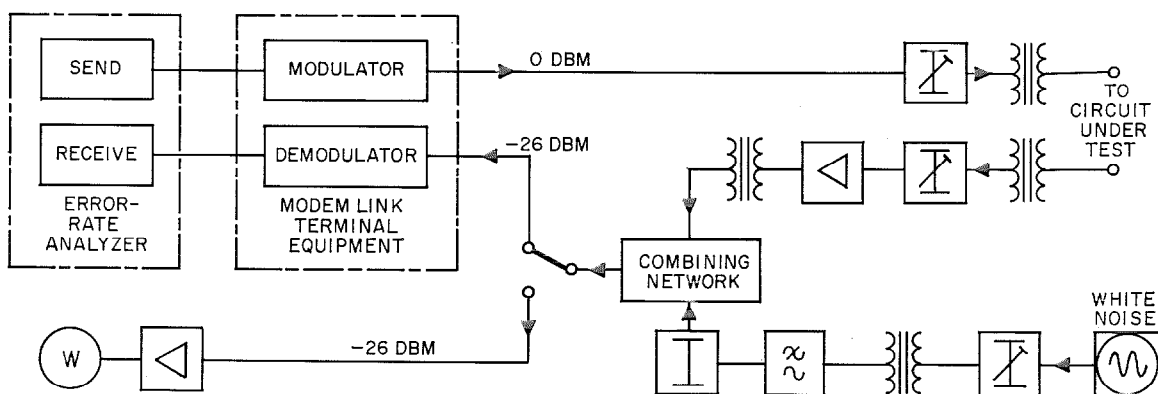 SEND
MODULATOR
0 DBM
TO
CIRCUIT
UNDER
TEST
RECEIVE
DEMODULATOR
-26 DBM
ERROR-
RATE
ANALYZER
MODEM LINK
TERMINAL
EQUIPMENT
COMBINING
NETWORK
WHITE
NOISE
W
-26 DBM